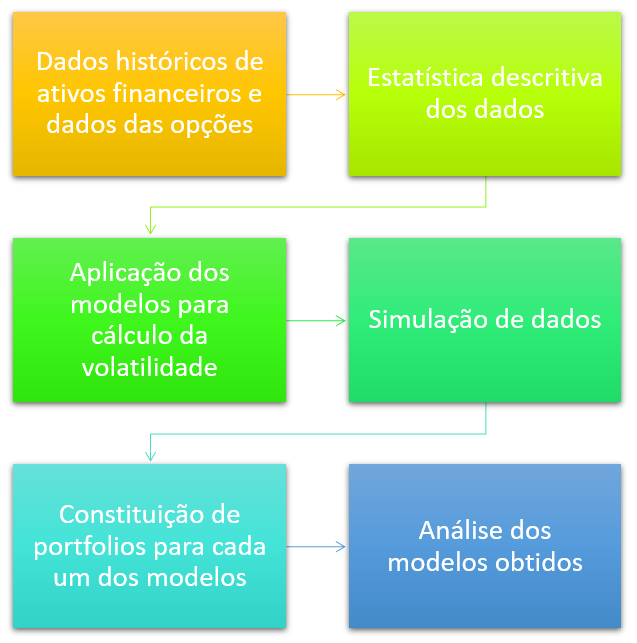 Dados históricos de
ativos financeiros e
dados das opções
Estatística descritiva
dos dados
Aplicação dos
modelos para
cálculo da
volatilidade
Simulação de dados
Constituição de
portfolios para cada
um dos modelos
Análise dos
modelos obtidos